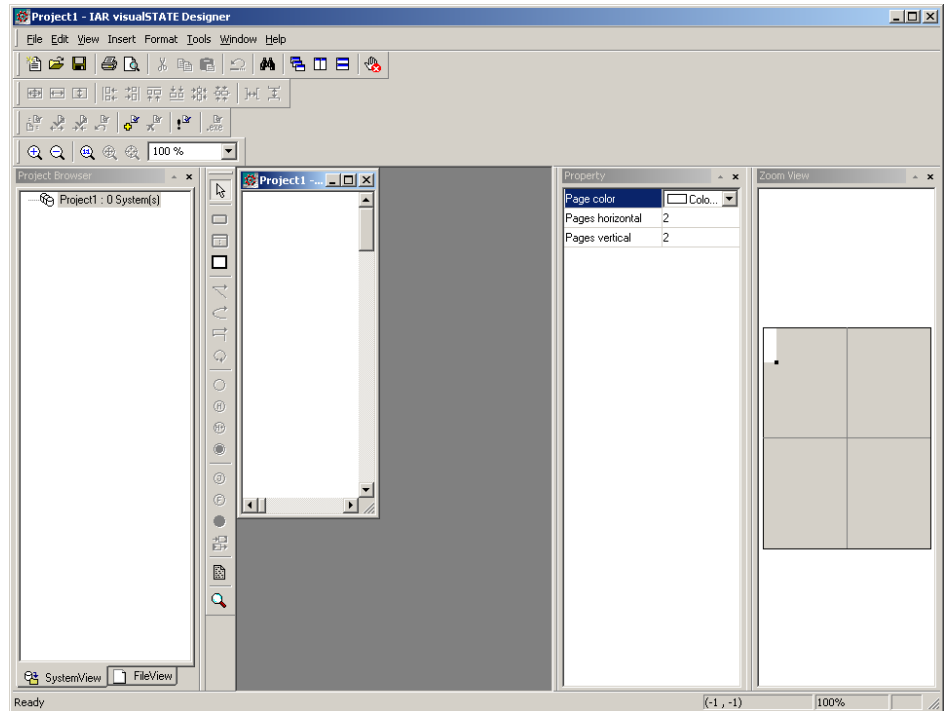 Project1 - IAR visualSTATE Designer
File Edit View Insert Format Tools Window Help
100 %
Project Browser
Project1 : 0 System(s)
Project1 -...
Property
Page color Colo...
Pages horizontal 2
Pages vertical 2
Zoom View
SystemView FileView
Ready (-1 , -1) 100%